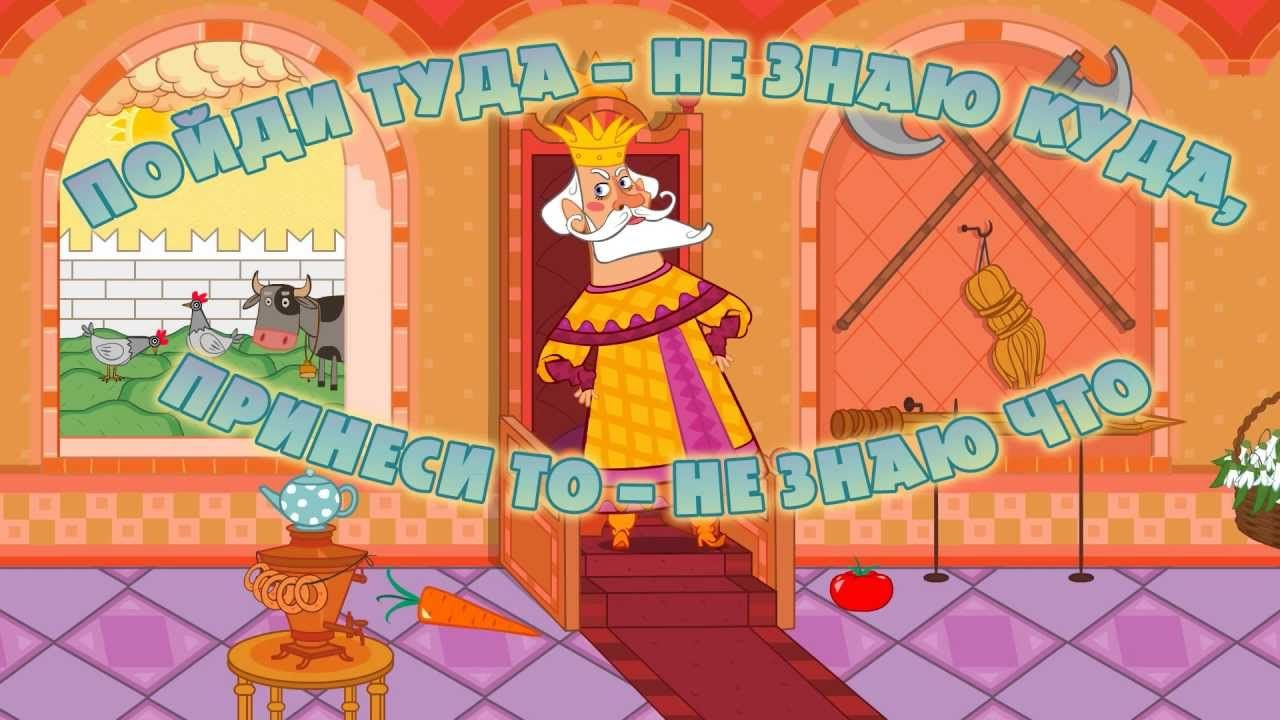 ПОЙДИ ТУДА – НЕ ЗНАЮ КУДА,
ПРИНЕСИ ТО – НЕ ЗНАЮ ЧТО